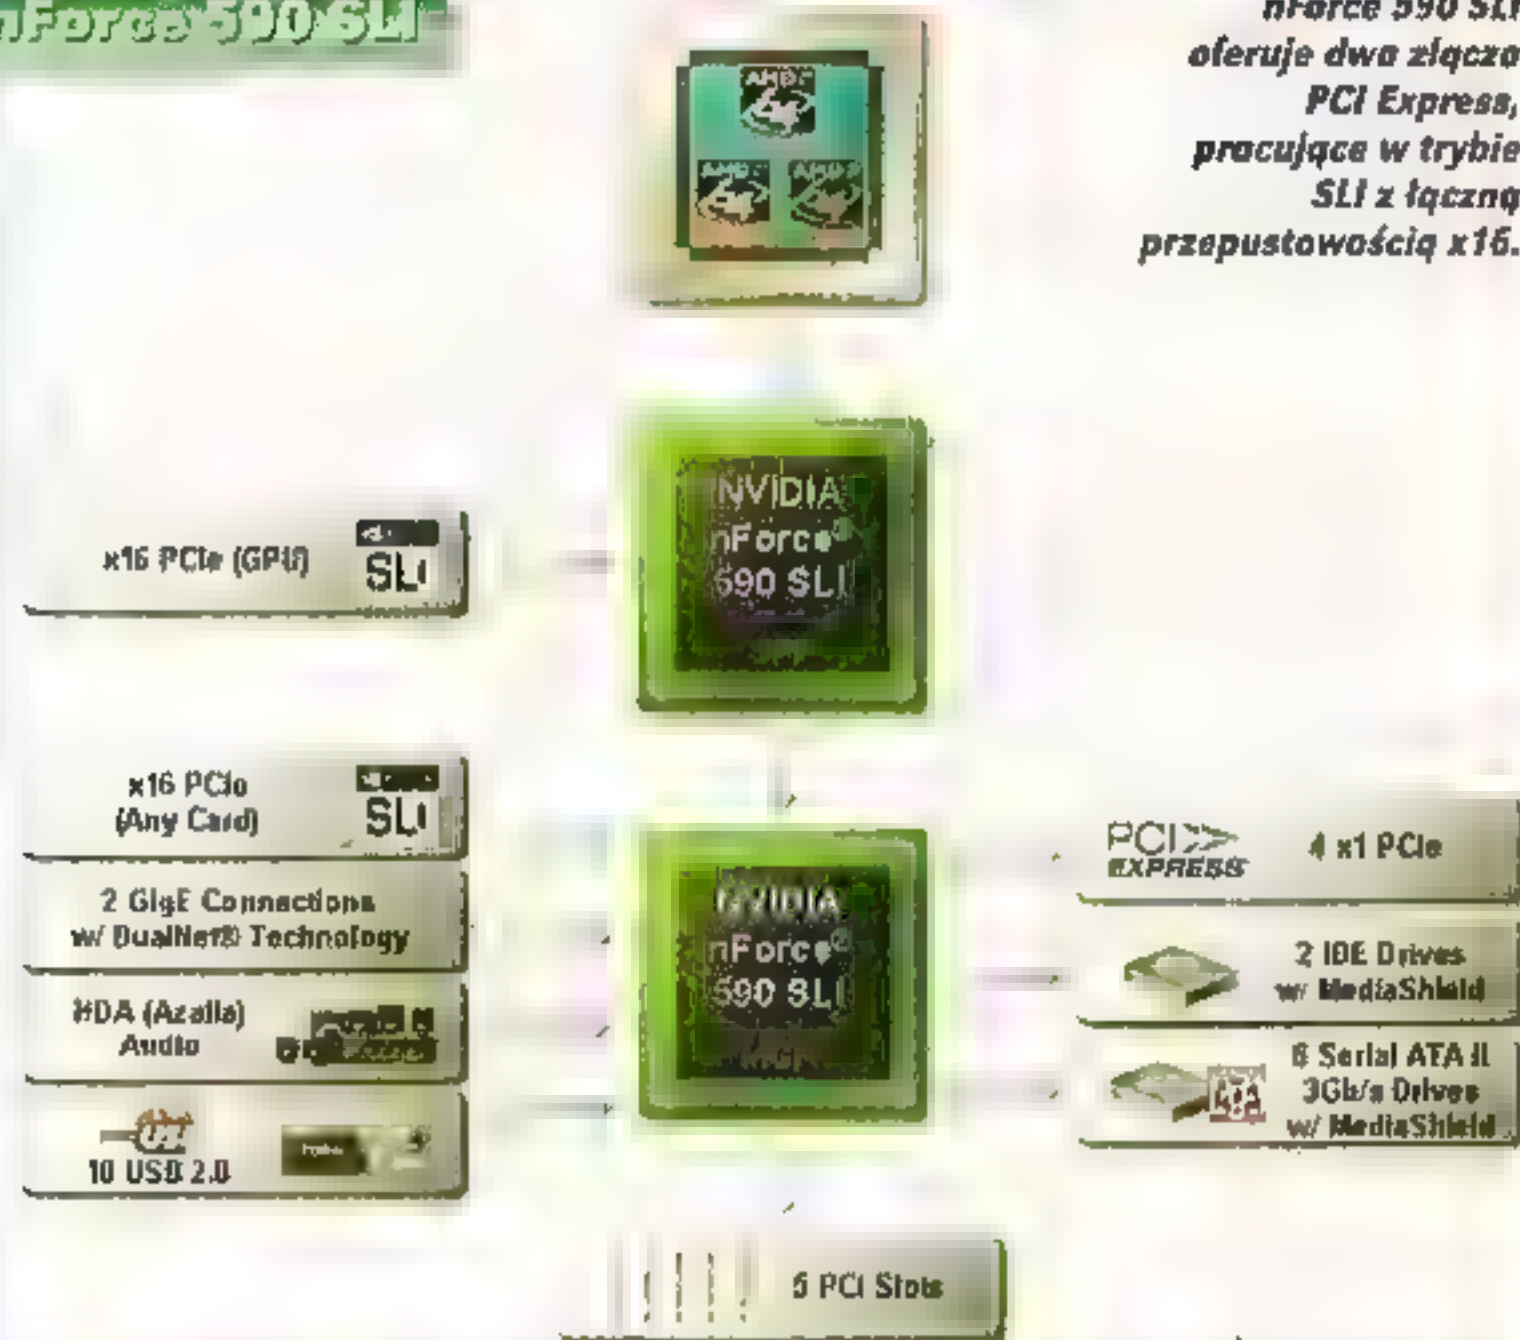 nForce 590 SLI
nForce 590 SLI
oferuje dwa złącza
PCI Express,
pracujące w trybie
SLI z łączną
przepustowością x16.
AMD
AMD
AMD
NVIDIA
nForce®
590 SLI
x16 PCIe (GPU)
SLI
x16 PCIe
(Any Card)
SLI
2 GigE Connections
w/ DualNet® Technology
HDA (Azalia)
Audio
10 USB 2.0
NVIDIA
nForce®
590 SLI
PCI
EXPRESS
4 x1 PCIe
2 IDE Drives
w/ MediaShield
6 Serial ATA II
3Gb/s Drives
w/ MediaShield
5 PCI Slots